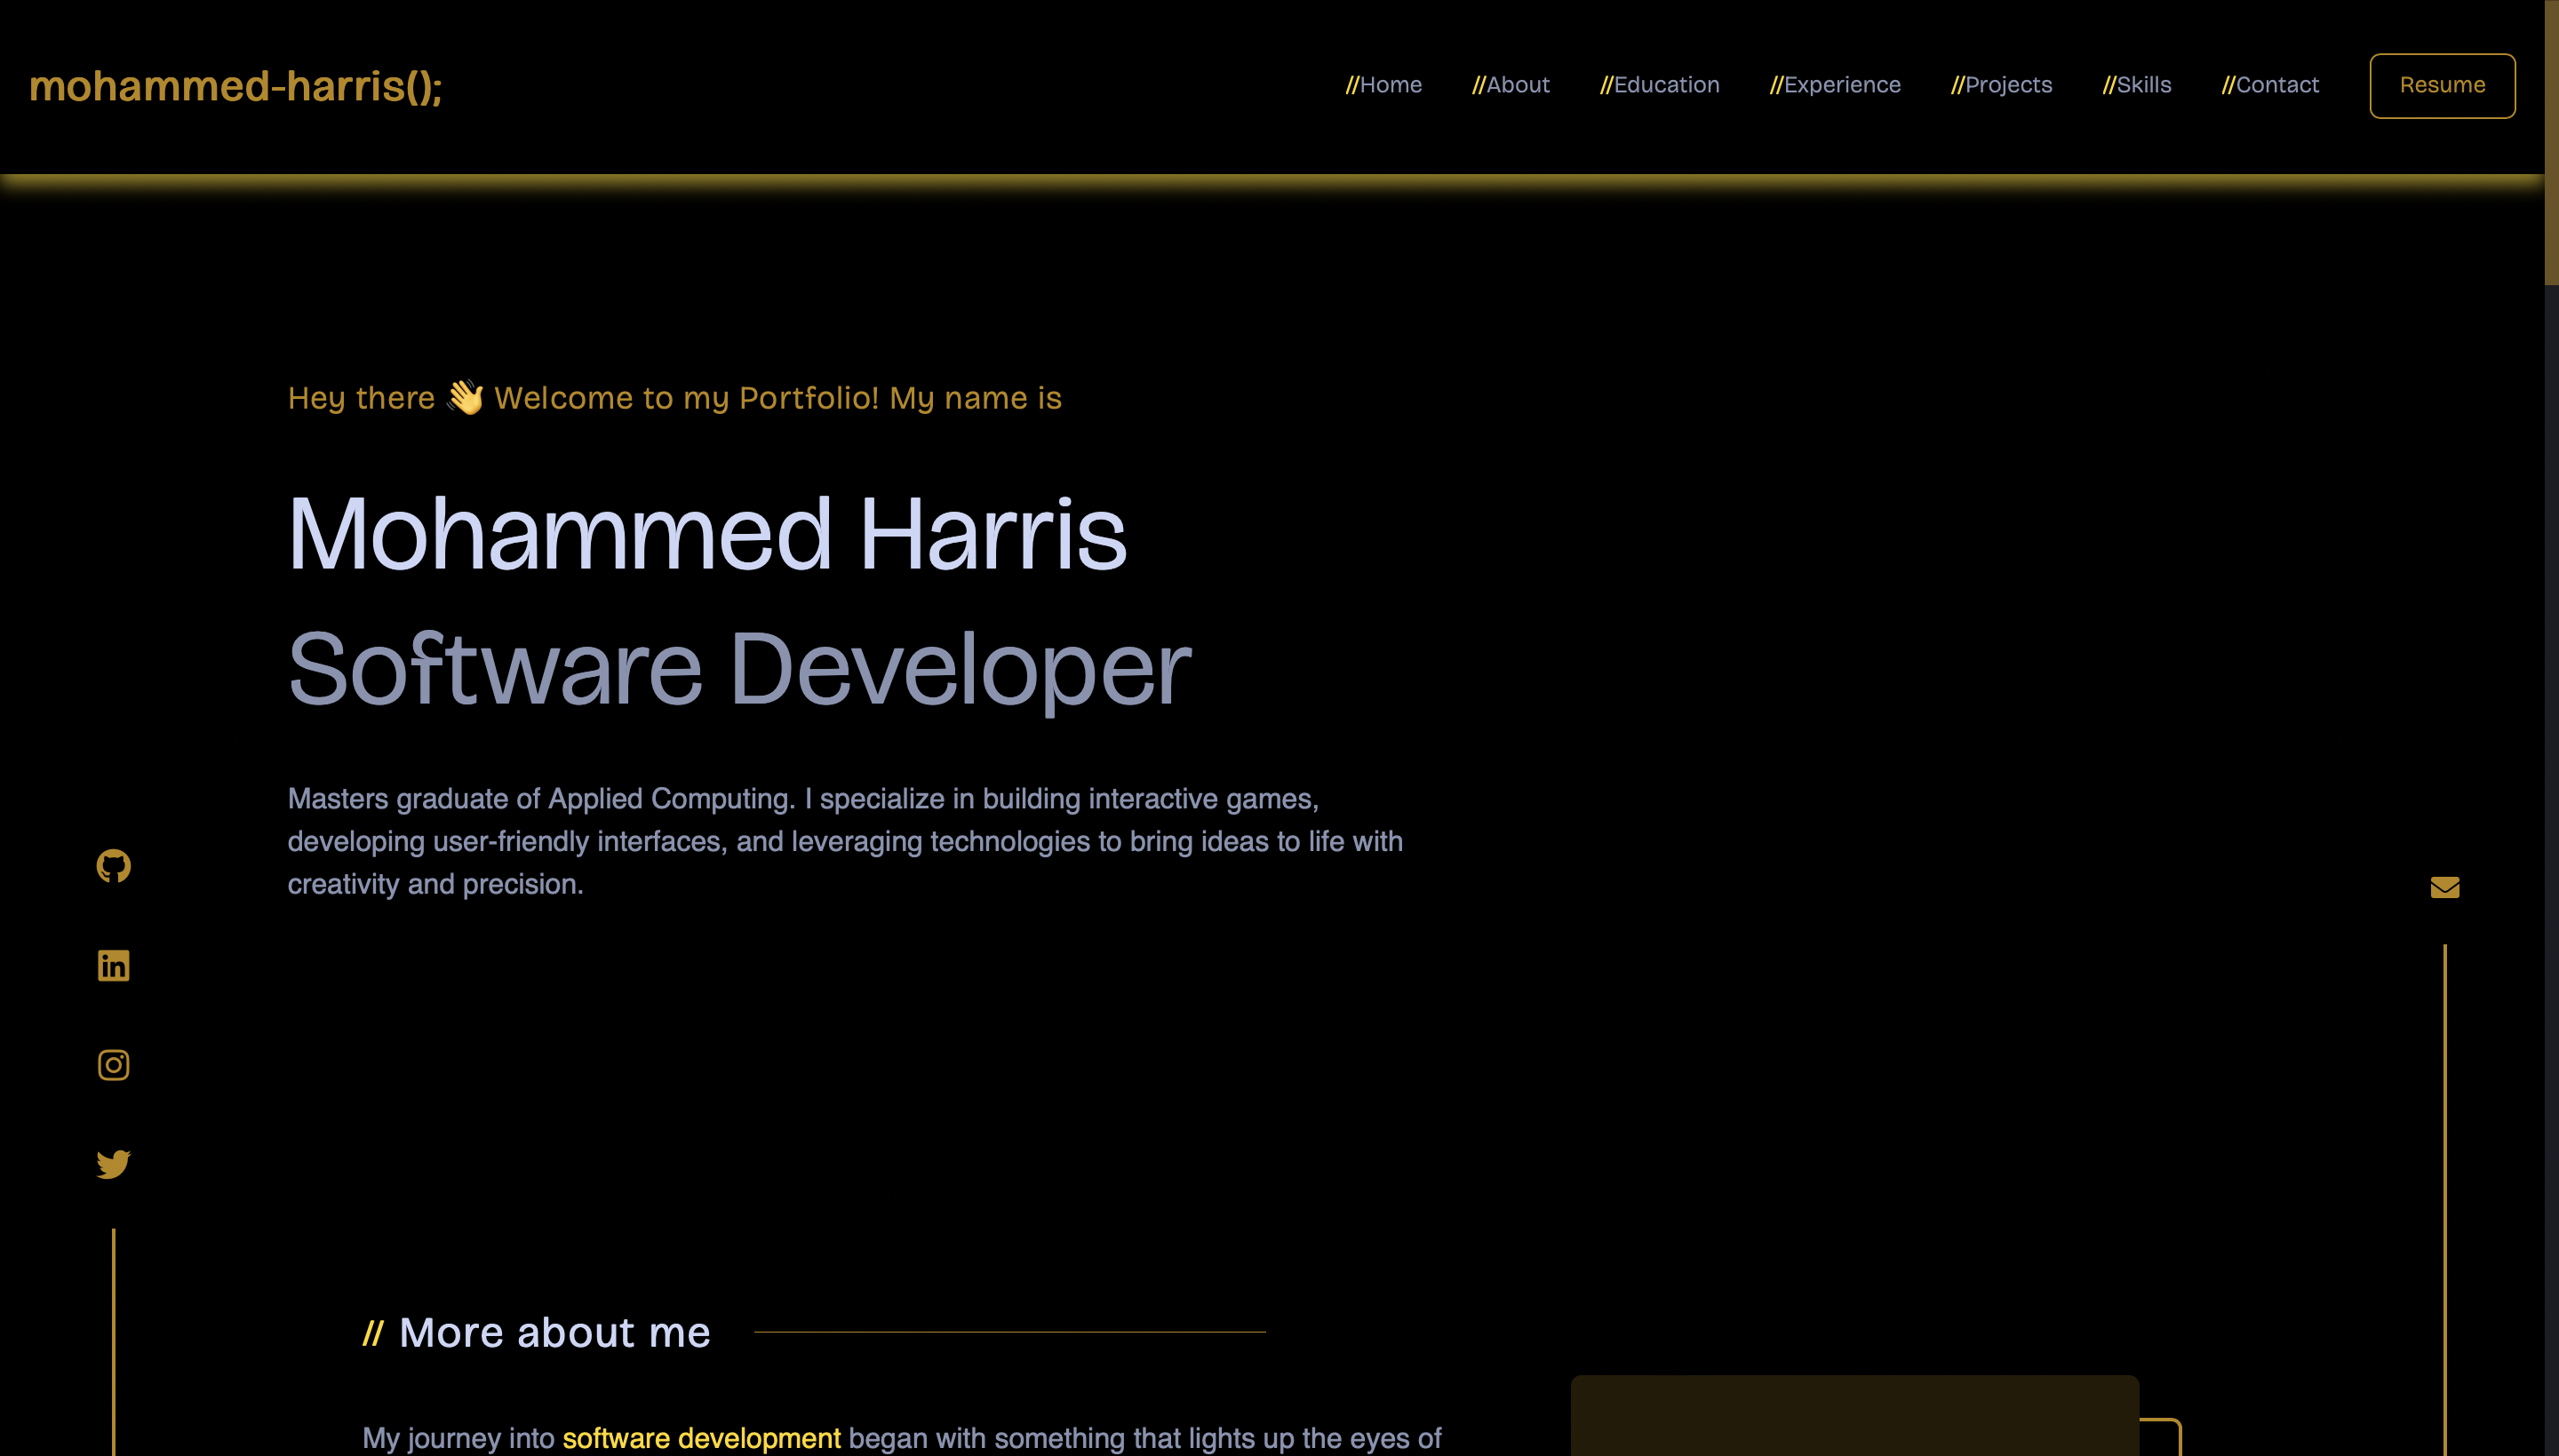 mohammed-harris();
//Home //About //Education //Experience //Projects //Skills //Contact Resume
Hey there 👋 Welcome to my Portfolio! My name is
Mohammed Harris
Software Developer
Masters graduate of Applied Computing. I specialize in building interactive games,
developing user-friendly interfaces, and leveraging technologies to bring ideas to life with
creativity and precision.
// More about me
My journey into software development began with something that lights up the eyes of